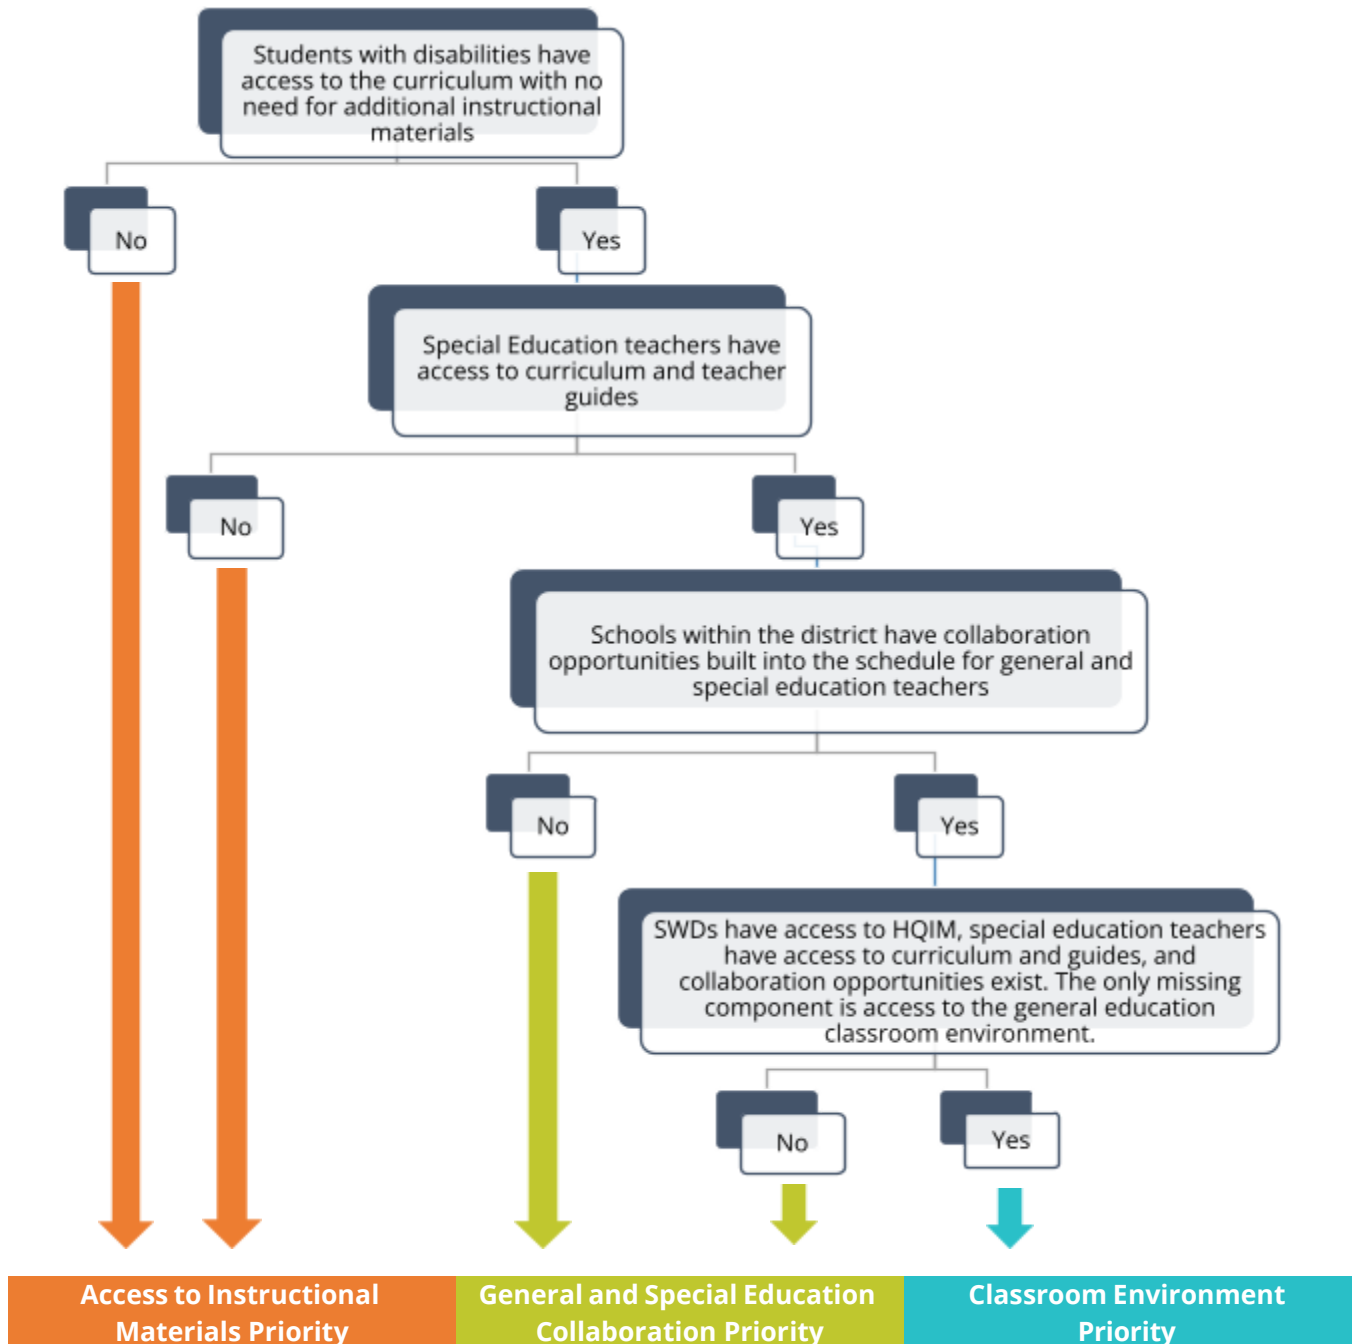 Students with disabilities have
access to the curriculum with no
need for additional instructional
materials
No
Yes
Special Education teachers have
access to curriculum and teacher
guides
No
Yes
Schools within the district have collaboration
opportunities built into the schedule for general and
special education teachers
No
Yes
SWDs have access to HQIM, special education teachers
have access to curriculum and guides, and
collaboration opportunities exist. The only missing
component is access to the general education
classroom environment.
No
Yes
Access to Instructional
Materials Priority
General and Special Education
Collaboration Priority
Classroom Environment
Priority